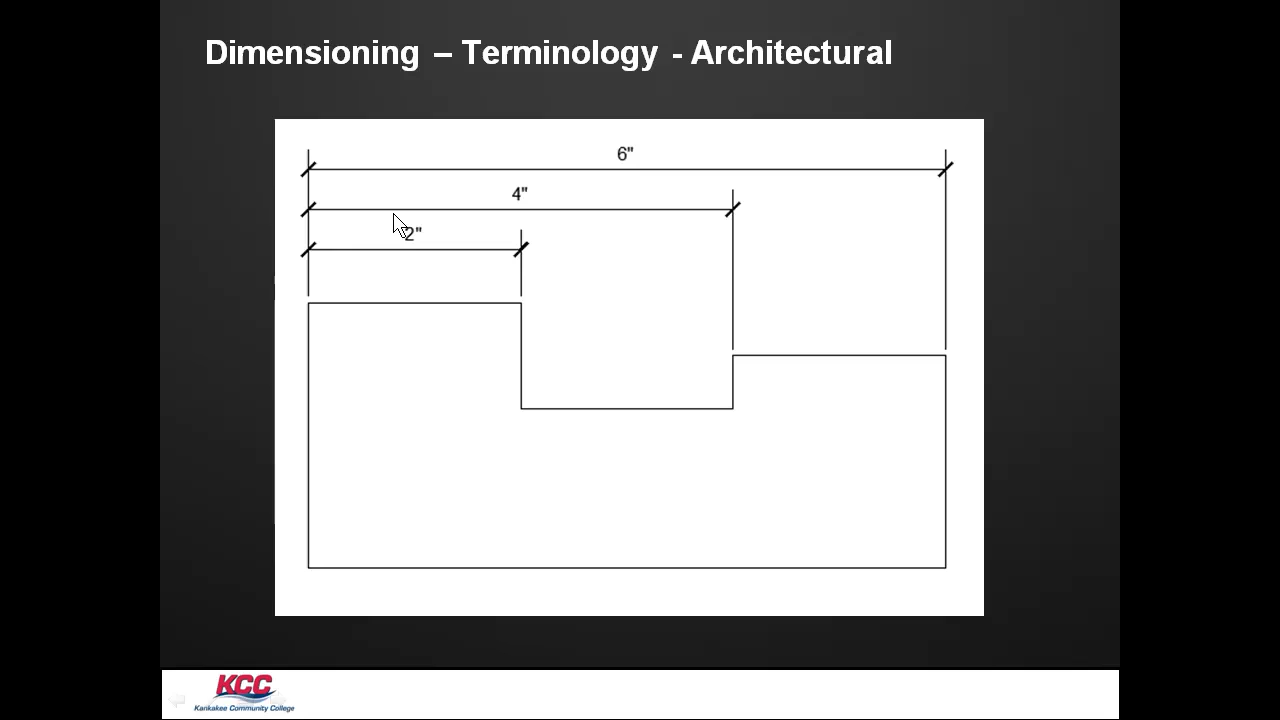 Dimensioning – Terminology - Architectural
6"
4"
2"
KCC
Kankakee Community College